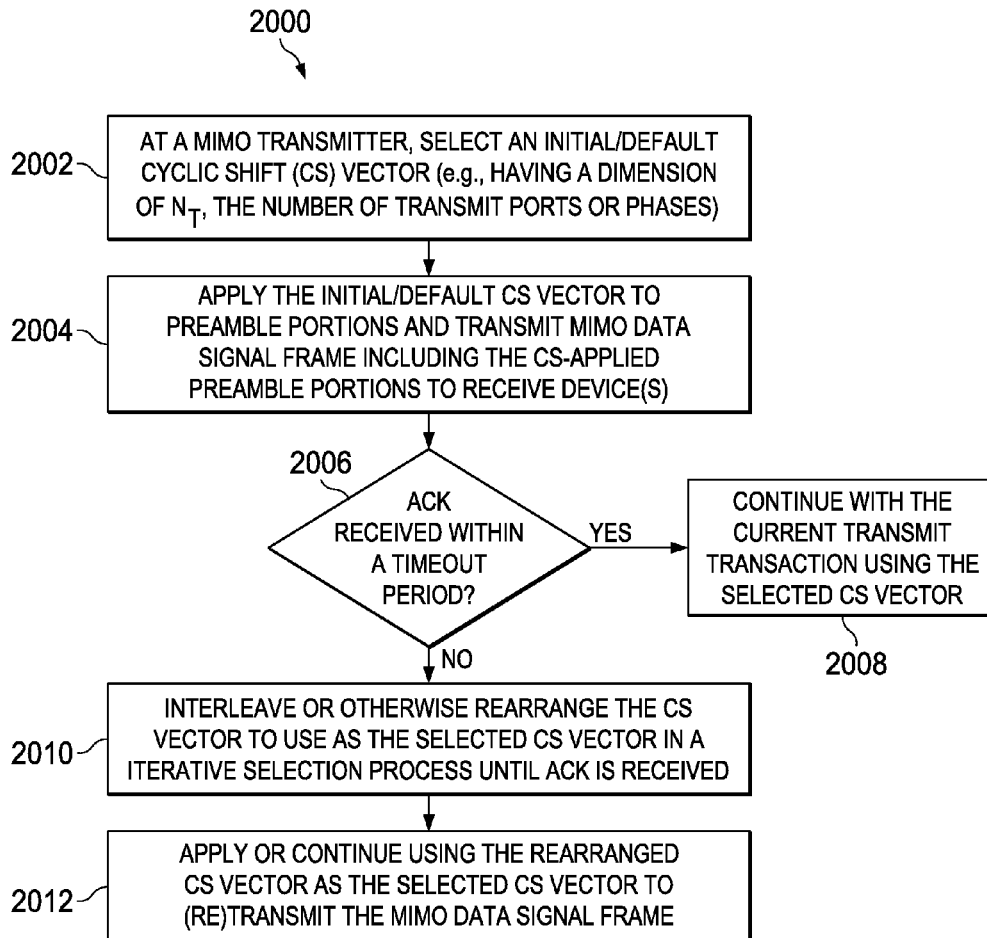 2000
2002
AT A MIMO TRANSMITTER, SELECT AN INITIAL/DEFAULT
CYCLIC SHIFT (CS) VECTOR (e.g., HAVING A DIMENSION
OF N_T, THE NUMBER OF TRANSMIT PORTS OR PHASES)
2004
APPLY THE INITIAL/DEFAULT CS VECTOR TO
PREAMBLE PORTIONS AND TRANSMIT MIMO DATA
SIGNAL FRAME INCLUDING THE CS-APPLIED
PREAMBLE PORTIONS TO RECEIVE DEVICE(S)
2006
ACK
RECEIVED WITHIN
A TIMEOUT
PERIOD?
YES
CONTINUE WITH THE
CURRENT TRANSMIT
TRANSACTION USING THE
SELECTED CS VECTOR
2008
NO
2010
INTERLEAVE OR OTHERWISE REARRANGE THE CS
VECTOR TO USE AS THE SELECTED CS VECTOR IN A
ITERATIVE SELECTION PROCESS UNTIL ACK IS RECEIVED
2012
APPLY OR CONTINUE USING THE REARRANGED
CS VECTOR AS THE SELECTED CS VECTOR TO
(RE)TRANSMIT THE MIMO DATA SIGNAL FRAME